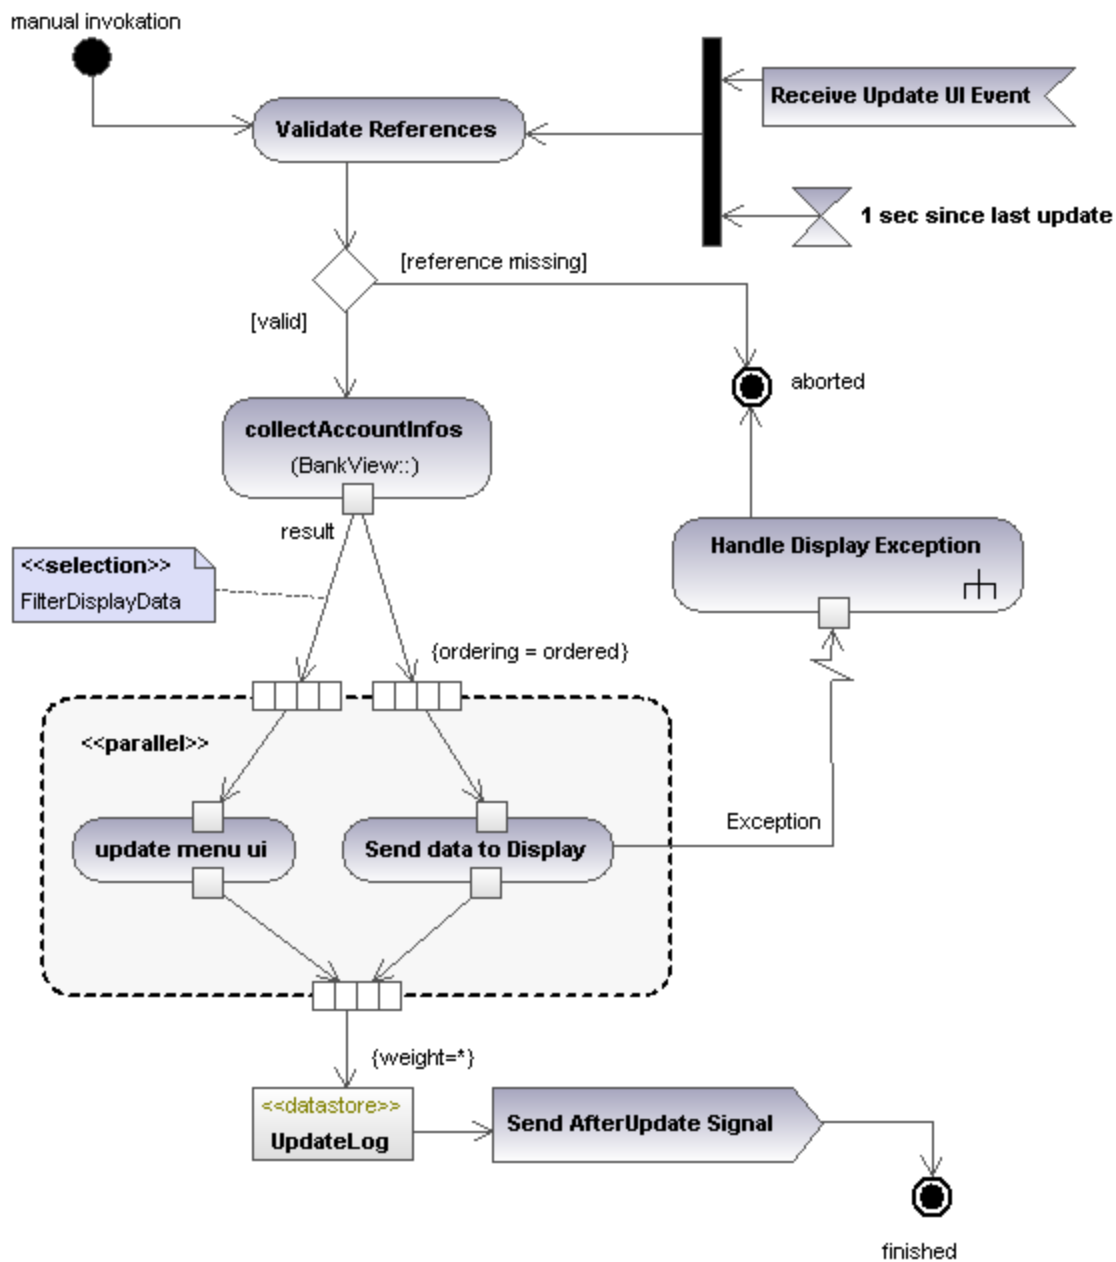 manual invokation
Receive Update UI Event
Validate References
1 sec since last update
[reference missing]
[valid]
aborted
collectAccountInfos
(BankView::)
result
Handle Display Exception
<<selection>>
FilterDisplayData
{ordering = ordered}
<<parallel>>
Exception
update menu ui
Send data to Display
{weight=*}
<<datastore>>
UpdateLog
Send AfterUpdate Signal
finished